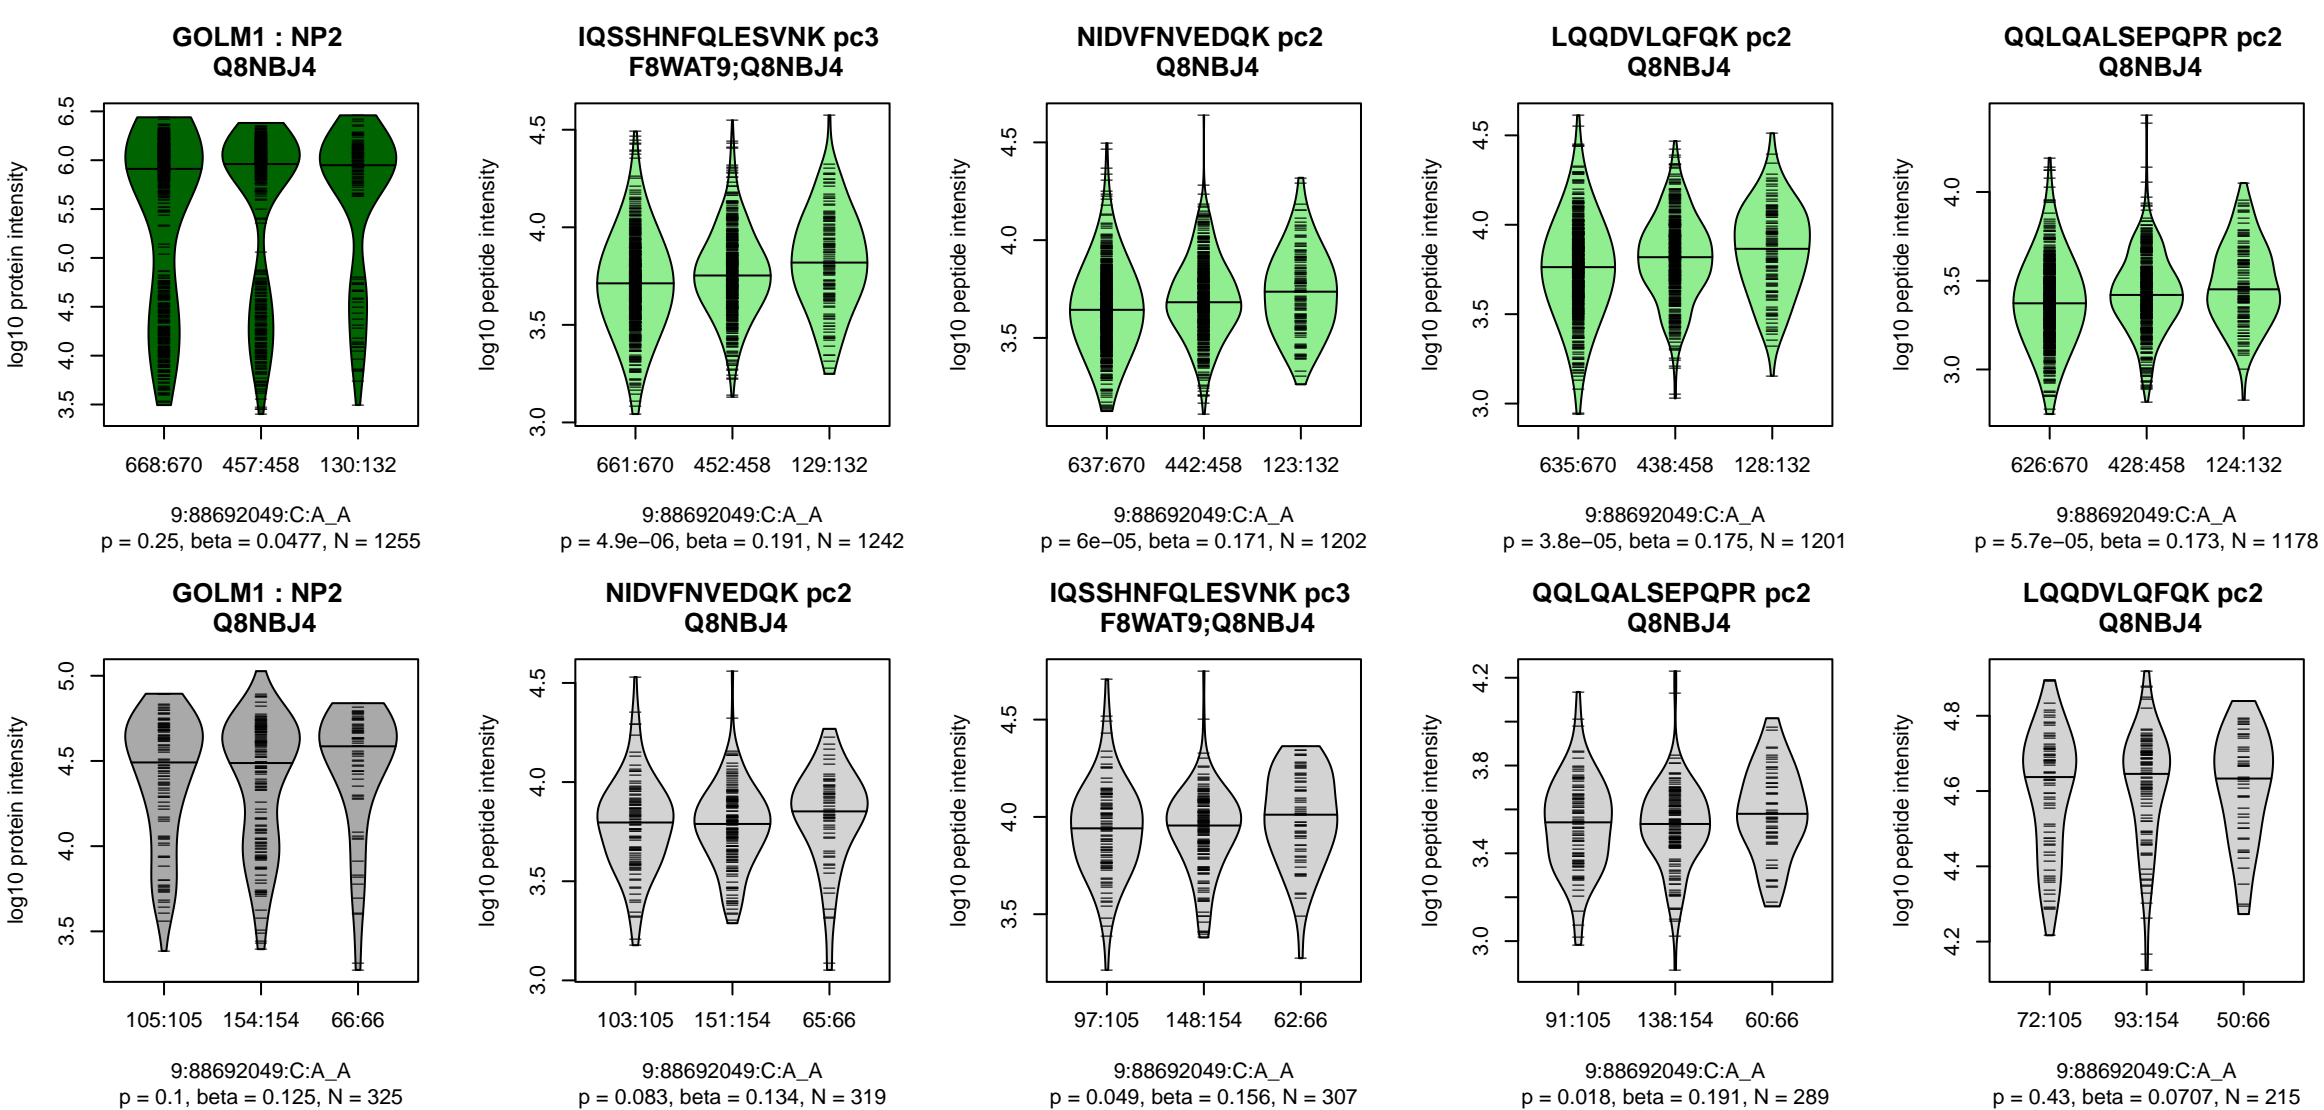 GOLM1 : NP2
Q8NBJ4
log10 protein intensity
6.5
6.0
5.5
5.0
4.5
4.0
3.5
668:670 457:458 130:132
9:88692049:C:A_A
p = 0.25, beta = 0.0477, N = 1255
IQSSHNFQLESVNK pc3
F8WAT9;Q8NBJ4
log10 peptide intensity
4.5
4.0
3.5
3.0
661:670 452:458 129:132
9:88692049:C:A_A
p = 4.9e−06, beta = 0.191, N = 1242
NIDVFNVEDQK pc2
Q8NBJ4
log10 peptide intensity
4.5
4.0
3.5
637:670 442:458 123:132
9:88692049:C:A_A
p = 6e−05, beta = 0.171, N = 1202
LQQDVLQFQK pc2
Q8NBJ4
log10 peptide intensity
4.5
4.0
3.5
3.0
635:670 438:458 128:132
9:88692049:C:A_A
p = 3.8e−05, beta = 0.175, N = 1201
QQLQALSEPQPR pc2
Q8NBJ4
log10 peptide intensity
4.0
3.5
3.0
626:670 428:458 124:132
9:88692049:C:A_A
p = 5.7e−05, beta = 0.173, N = 1178
GOLM1 : NP2
Q8NBJ4
log10 protein intensity
5.0
4.5
4.0
3.5
105:105 154:154 66:66
9:88692049:C:A_A
p = 0.1, beta = 0.125, N = 325
NIDVFNVEDQK pc2
Q8NBJ4
log10 peptide intensity
4.5
4.0
3.5
3.0
103:105 151:154 65:66
9:88692049:C:A_A
p = 0.083, beta = 0.134, N = 319
IQSSHNFQLESVNK pc3
F8WAT9;Q8NBJ4
log10 peptide intensity
4.5
4.0
3.5
97:105 148:154 62:66
9:88692049:C:A_A
p = 0.049, beta = 0.156, N = 307
QQLQALSEPQPR pc2
Q8NBJ4
log10 peptide intensity
4.2
3.8
3.4
3.0
91:105 138:154 60:66
9:88692049:C:A_A
p = 0.018, beta = 0.191, N = 289
LQQDVLQFQK pc2
Q8NBJ4
log10 peptide intensity
4.8
4.6
4.4
4.2
72:105 93:154 50:66
9:88692049:C:A_A
p = 0.43, beta = 0.0707, N = 215